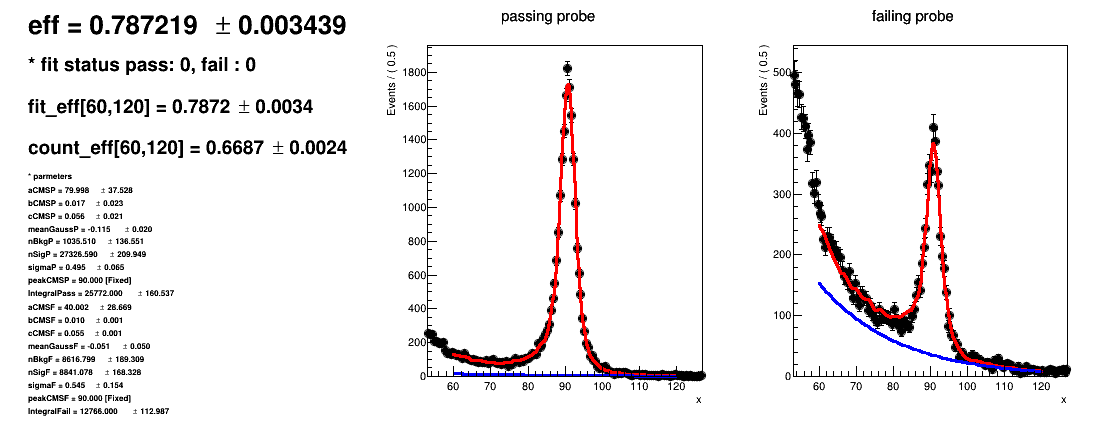 eff = 0.787219 ± 0.003439
* fit status pass: 0, fail : 0
fit_eff[60,120] = 0.7872 ± 0.0034
count_eff[60,120] = 0.6687 ± 0.0024
* parmeters
aCMSP = 79.998 ± 37.528
bCMSP = 0.017 ± 0.023
cCMSP = 0.056 ± 0.021
meanGaussP = -0.115 ± 0.020
nBkgP = 1035.510 ± 136.551
nSigP = 27326.590 ± 209.949
sigmaP = 0.495 ± 0.065
peakCMSP = 90.000 [Fixed]
IntegralPass = 25772.000 ± 160.537
aCMSF = 40.002 ± 28.669
bCMSF = 0.010 ± 0.001
cCMSF = 0.055 ± 0.001
meanGaussF = -0.051 ± 0.050
nBkgF = 8616.799 ± 189.309
nSigF = 8841.078 ± 168.328
sigmaF = 0.545 ± 0.154
peakCMSF = 90.000 [Fixed]
IntegralFail = 12766.000 ± 112.987
passing probe
Events / ( 0.5 )
1800
1600
1400
1200
1000
800
600
400
200
0
60 70 80 90 100 110 120
x
failing probe
Events / ( 0.5 )
500
400
300
200
100
0
60 70 80 90 100 110 120
x